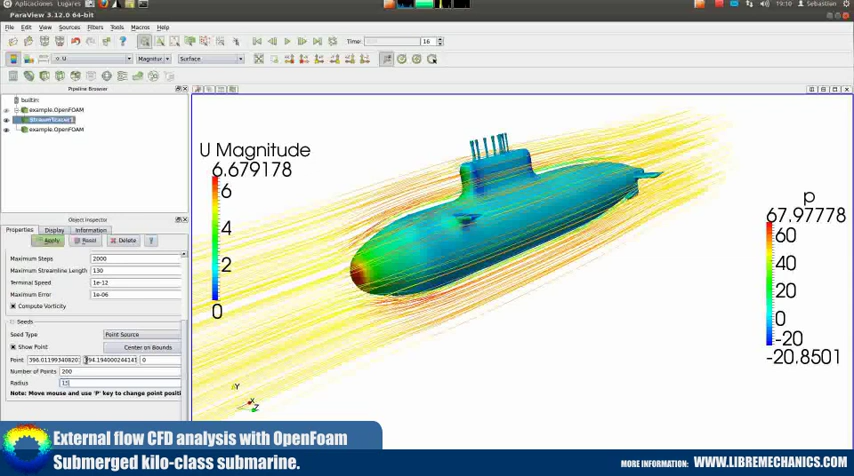 Aplicaciones Lugares
19:10 Sebastian
ParaView 3.12.0 64-bit
File Edit View Sources Filters Tools Macros Help
Time: 16
U Magnitur Surface
Pipeline Browser
builtin:
example.OpenFOAM
StreamTracer1
example.OpenFOAM
Object Inspector
Properties Display Information
Apply Reset Delete ?
Maximum Steps 2000
Maximum Streamline Length 130
Terminal Speed 1e-12
Maximum Error 1e-06
Compute Vorticity
Seeds
Seed Type Point Source
Show Point Center on Bounds
Point 0
Number of Points 200
Radius 15
Note: Move mouse and use 'P' key to change point positi
U Magnitude
6.679178
6
4
2
0
p
67.97778
60
40
20
0
-20
-20.8501
Y
X
Z
External flow CFD analysis with OpenFoam
Submerged kilo-class submarine.
MORE INFORMATION: WWW.LIBREMECHANICS.COM